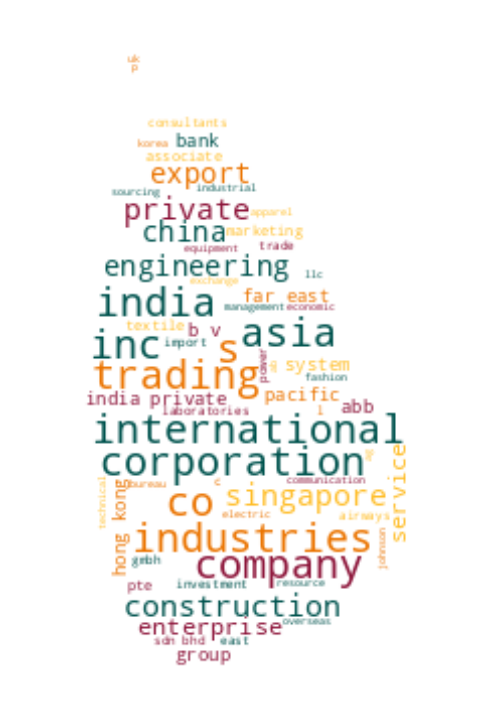 uk
p
consultants
korea bank
associate
export
sourcing industrial
private apparel
china marketing
equipment trade
engineering llc
exchange
india far east
management economic
textile b v asia
inc import s
trading power system
fashion
india private pacific
laboratories l abb
international
corporation
communication
technical bureau c singapore service
hong kong co electric airways
industries johnson
gmbh company
pte investment resource
construction
enterprise overseas
sdn bhd east
group